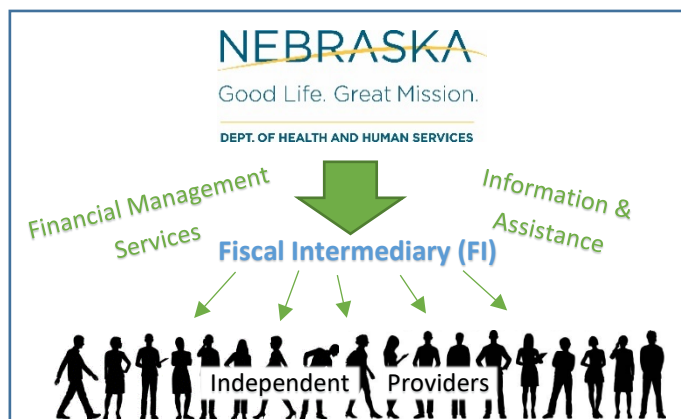 NEBRASKA
Good Life. Great Mission.
DEPT. OF HEALTH AND HUMAN SERVICES
Financial Management
Services
Information &
Assistance
Fiscal Intermediary (FI)
Independent Providers